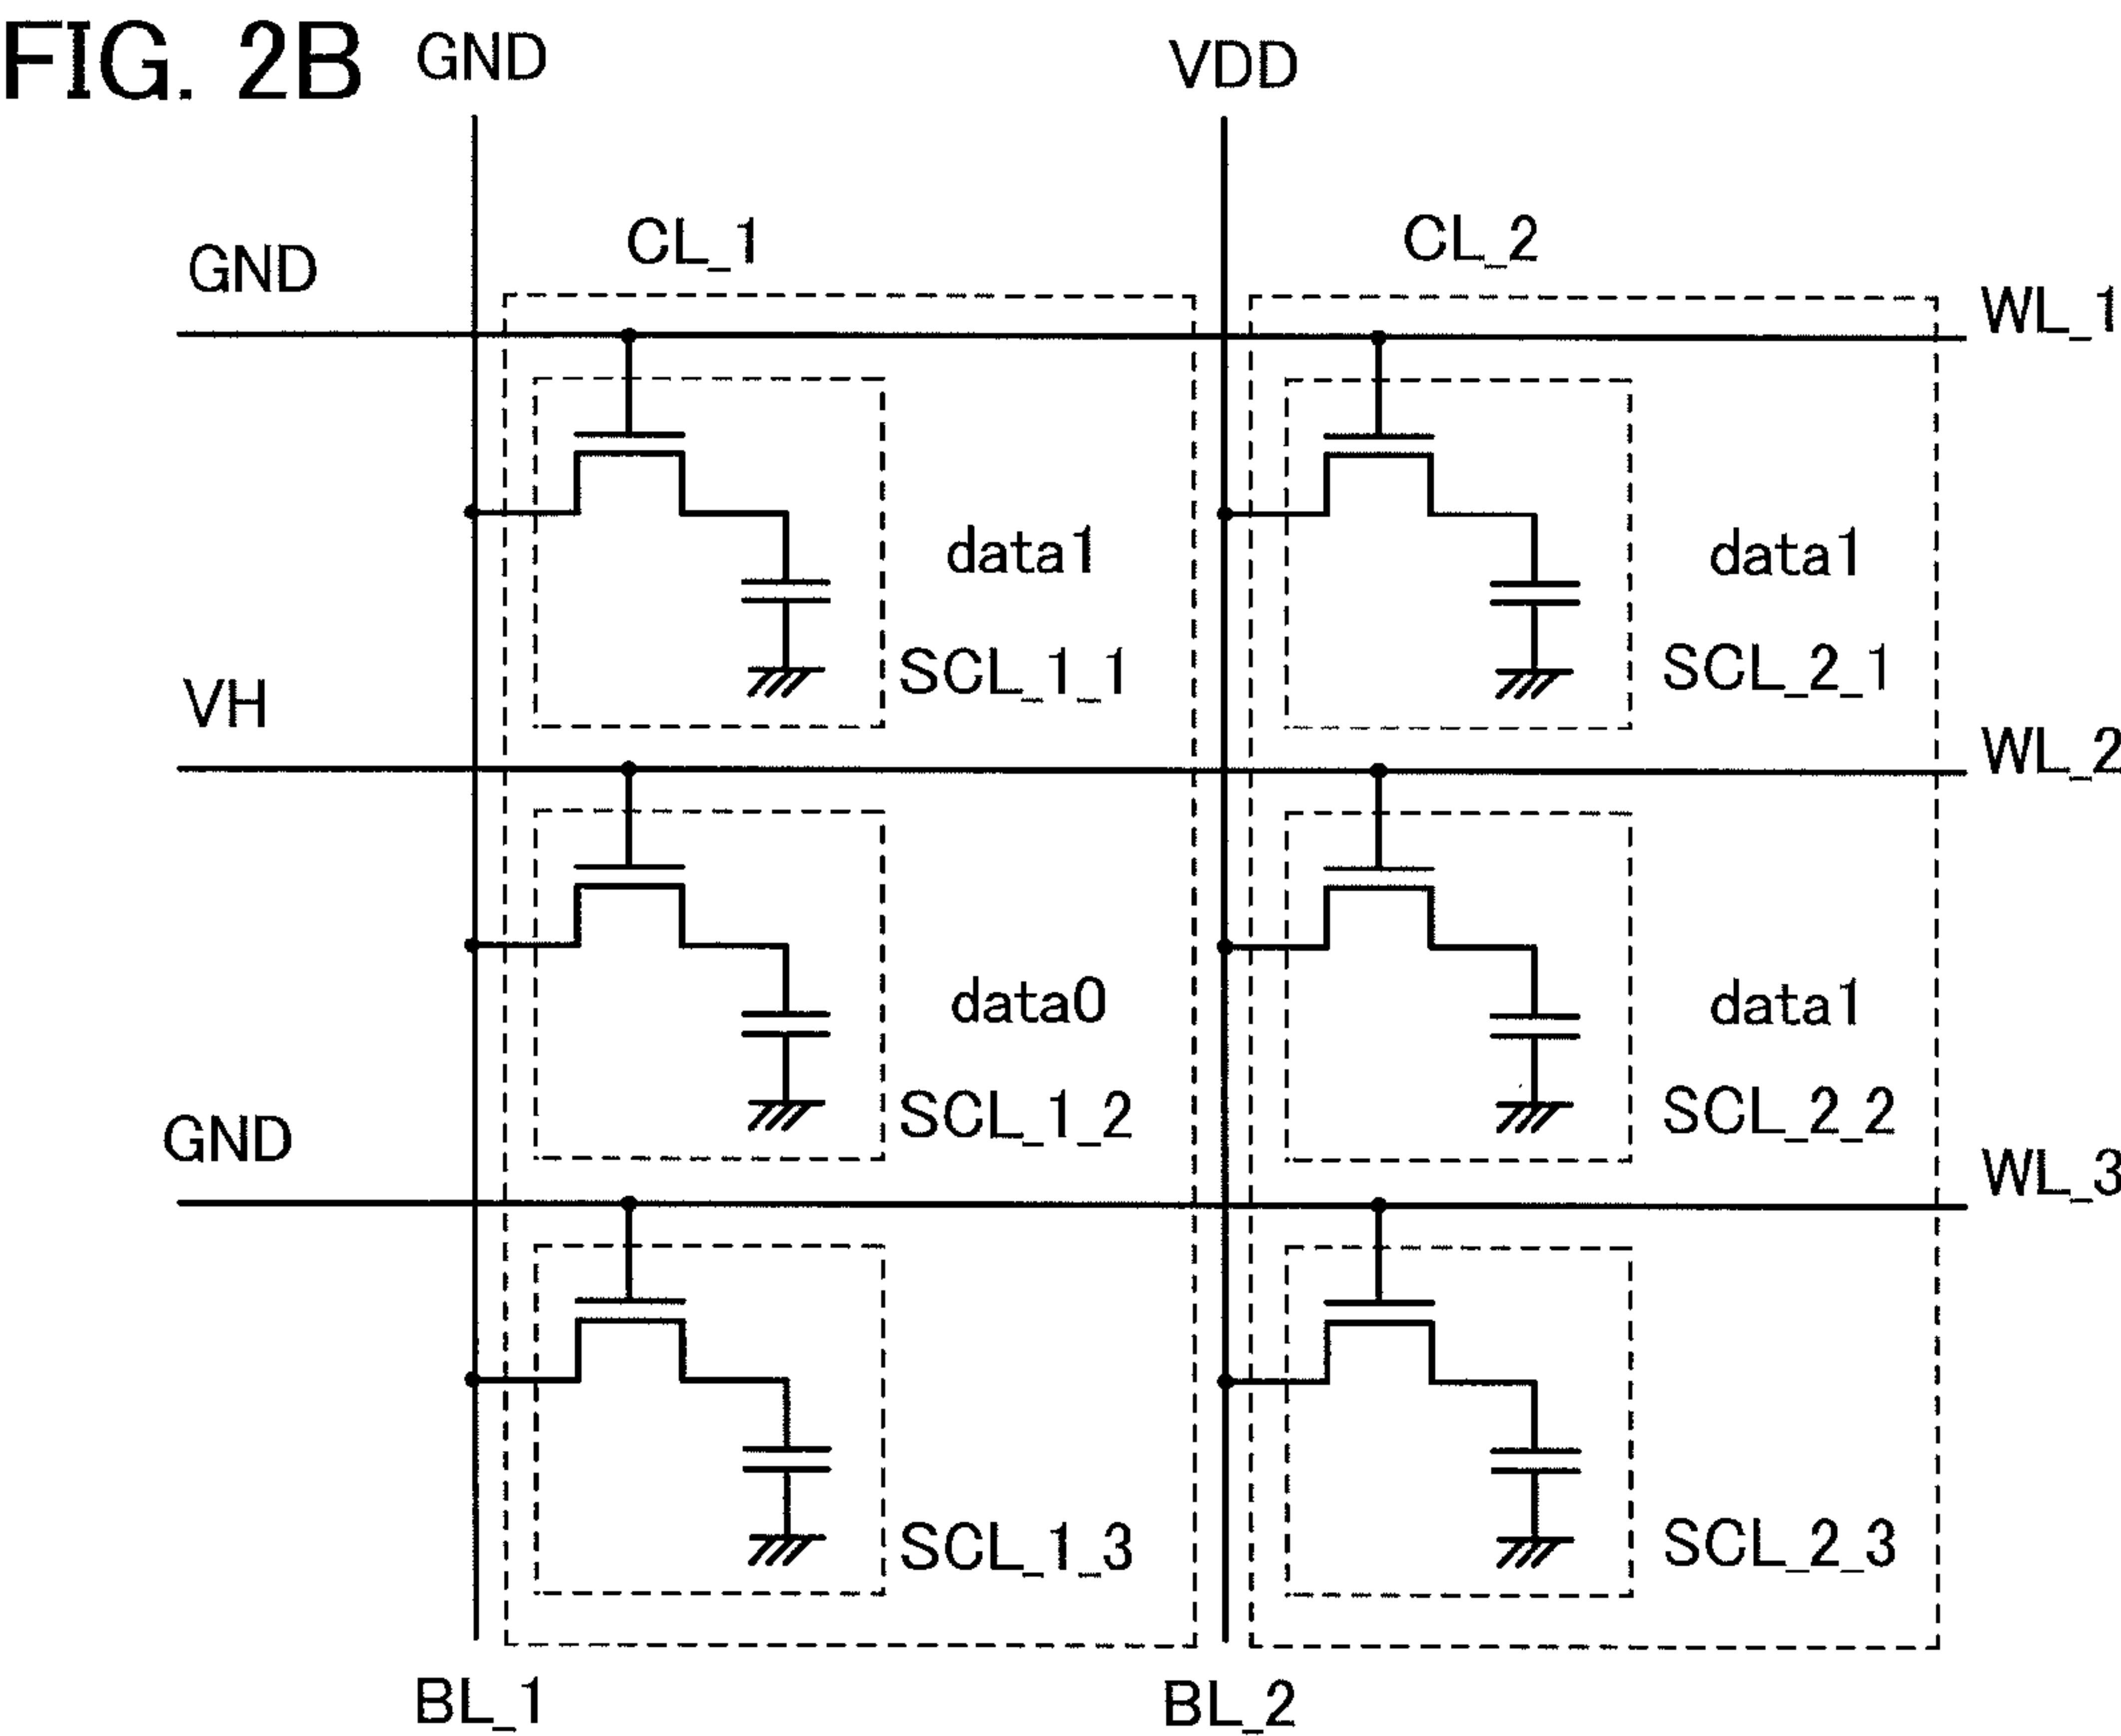 FIG. 2B
GND
VDD
CL_1
CL_2
GND
WL_1
data1
data1
SCL_1_1
SCL_2_1
VH
WL_2
data0
data1
SCL_1_2
SCL_2_2
GND
WL_3
SCL_1_3
SCL_2_3
BL_1
BL_2